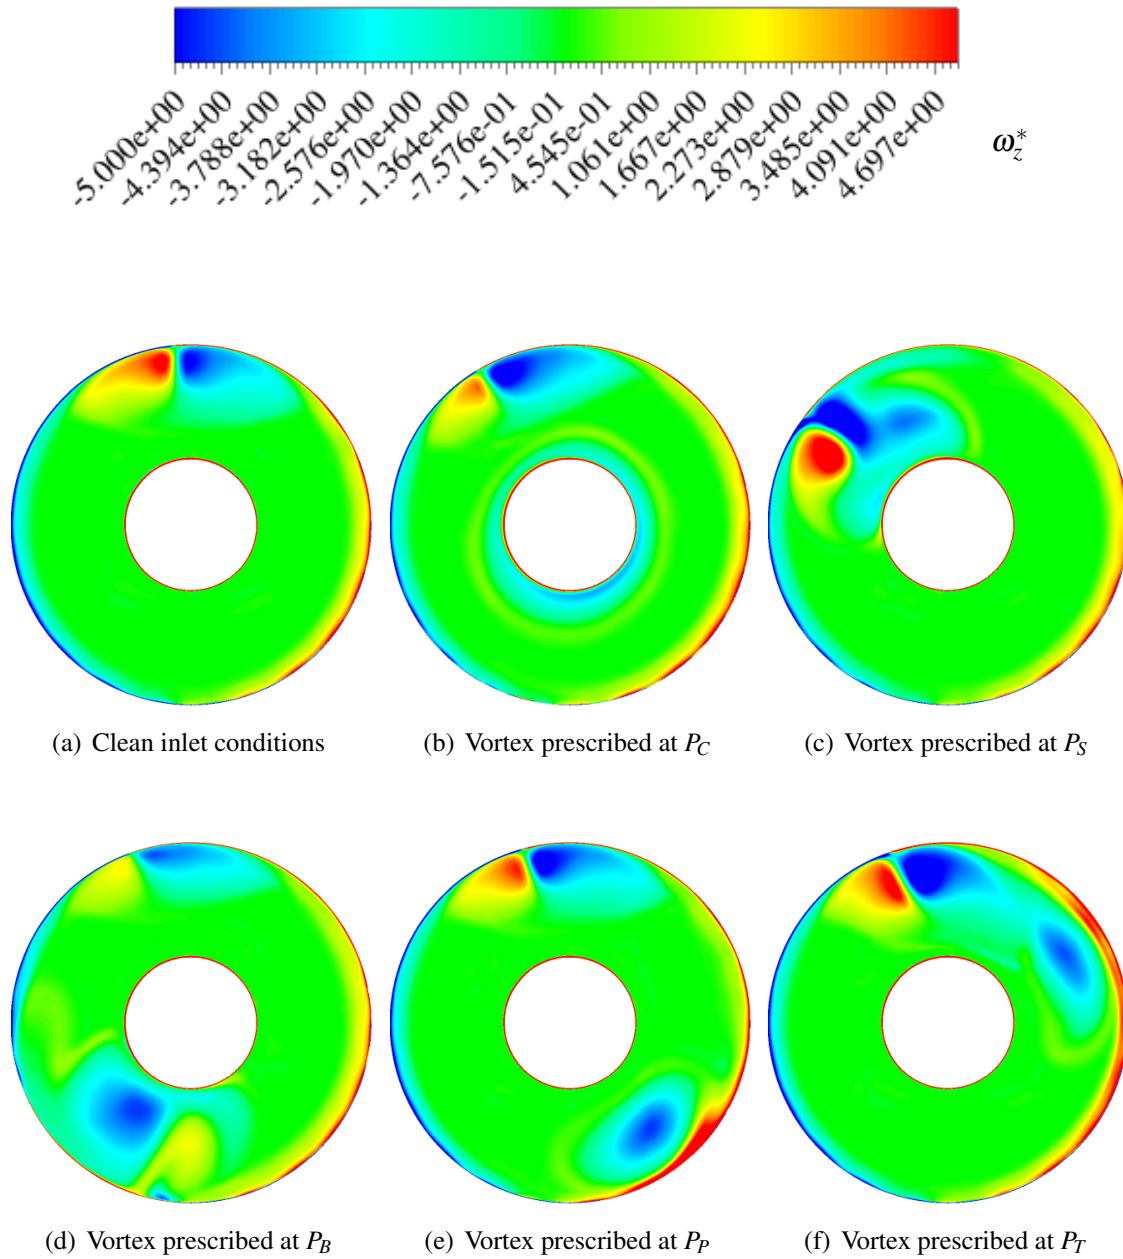 -5.000e+00 -4.394e+00 -3.788e+00 -3.182e+00 -2.576e+00 -1.970e+00 -1.364e+00 -7.576e-01 -1.515e-01 4.545e-01 1.061e+00 1.667e+00 2.273e+00 2.879e+00 3.485e+00 4.091e+00 4.697e+00
ω*z
(a) Clean inlet conditions
(b) Vortex prescribed at PC
(c) Vortex prescribed at PS
(d) Vortex prescribed at PB
(e) Vortex prescribed at PP
(f) Vortex prescribed at PT